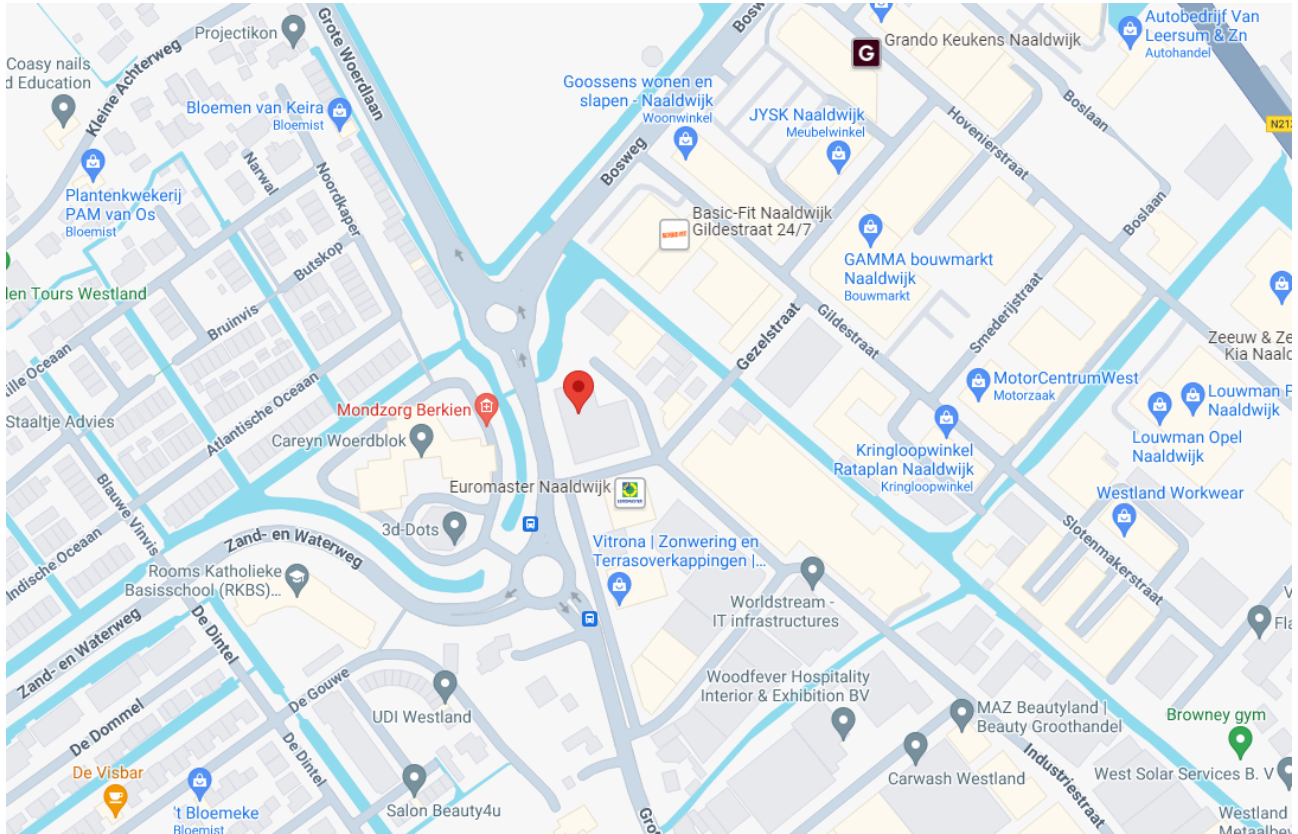 Projectikon
Grote Woerdlaan
Bosweg
Grando Keukens Naaldwijk
G
Autobedrijf Van
Leersum & Zn
Autohandel
Coasy nails
d Education
Kleine Achterweg
Bloemen van Keira
Bloemist
Goossens wonen en
slapen - Naaldwijk
Woonwinkel
JYSK Naaldwijk
Meubelwinkel
Hovenierstraat
Boslaan
N213
Narwal
Noordkaper
Bosweg
Plantenkwekerij
PAM van Os
Bloemist
Basic-Fit Naaldwijk
Gildestraat 24/7
Boslaan
Butskop
GAMMA bouwmarkt
Naaldwijk
Bouwmarkt
len Tours Westland
Bruinvis
Gezelstraat
Gildestraat
Smederijstraat
Zeeuw & Ze
Kia Naald
ille Oceaan
Atlantische Oceaan
MotorCentrumWest
Motorzaak
Louwman P
Naaldwijk
Staaltje Advies
Mondzorg Berkien
Careyn Woerdblok
Kringloopwinkel
Rataplan Naaldwijk
Kringloopwinkel
Louwman Opel
Naaldwijk
Blauwe Vinvis
Euromaster Naaldwijk
EUROMASTER
Westland Workwear
3d-Dots
Indische Oceaan
Zand- en Waterweg
Vitrona | Zonwering en
Terrasoverkappingen |...
Slotenmakerstraat
Rooms Katholieke
Basisschool (RKBS)...
Worldstream -
IT infrastructures
V
Fla
De Dintel
Zand- en Waterweg
Woodfever Hospitality
Interior & Exhibition BV
De Gouwe
UDI Westland
MAZ Beautyland |
Beauty Groothandel
Browney gym
De Dommel
De Dintel
Industriestraat
De Visbar
Carwash Westland
West Solar Services B. V
't Bloemeke
Bloemist
Salon Beauty4u
Gro
Westland
Metaalbe